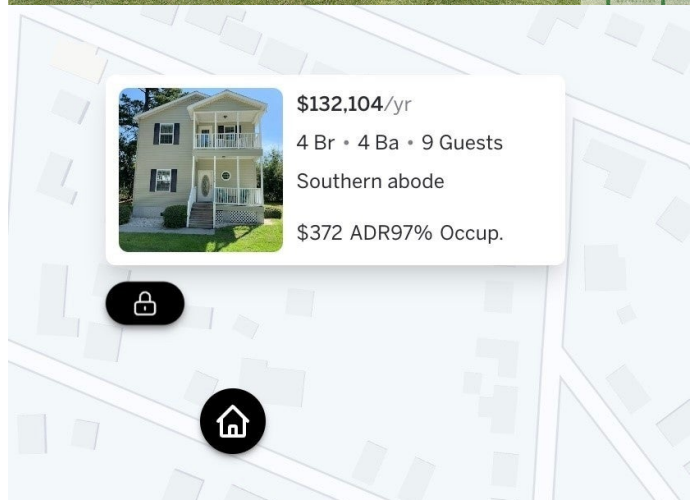 $132,104/yr
4 Br • 4 Ba • 9 Guests
Southern abode
$372 ADR97% Occup.